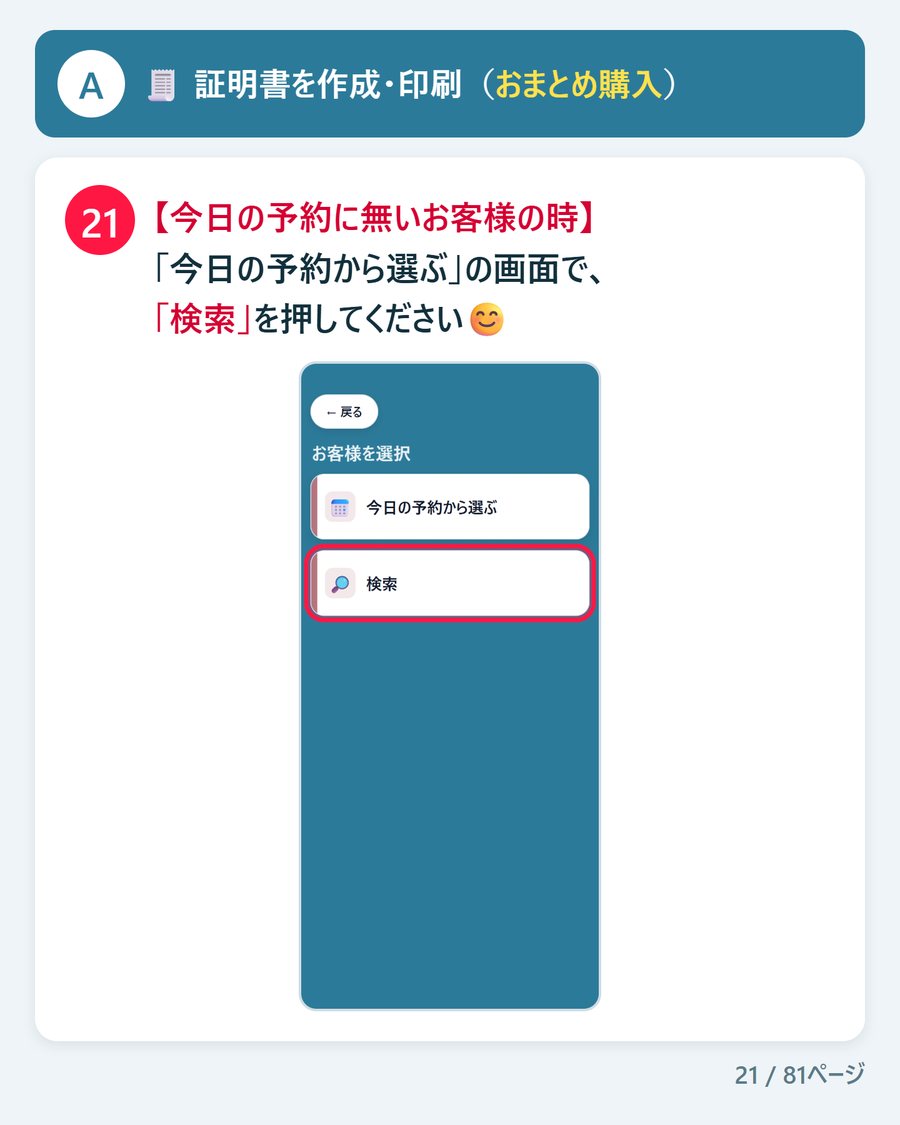 A 証明書を作成・印刷（おまとめ購入）
21 【今日の予約に無いお客様の時】
「今日の予約から選ぶ」の画面で、
「検索」を押してください😊
← 戻る
お客様を選択
今日の予約から選ぶ
検索
21 / 81ページ